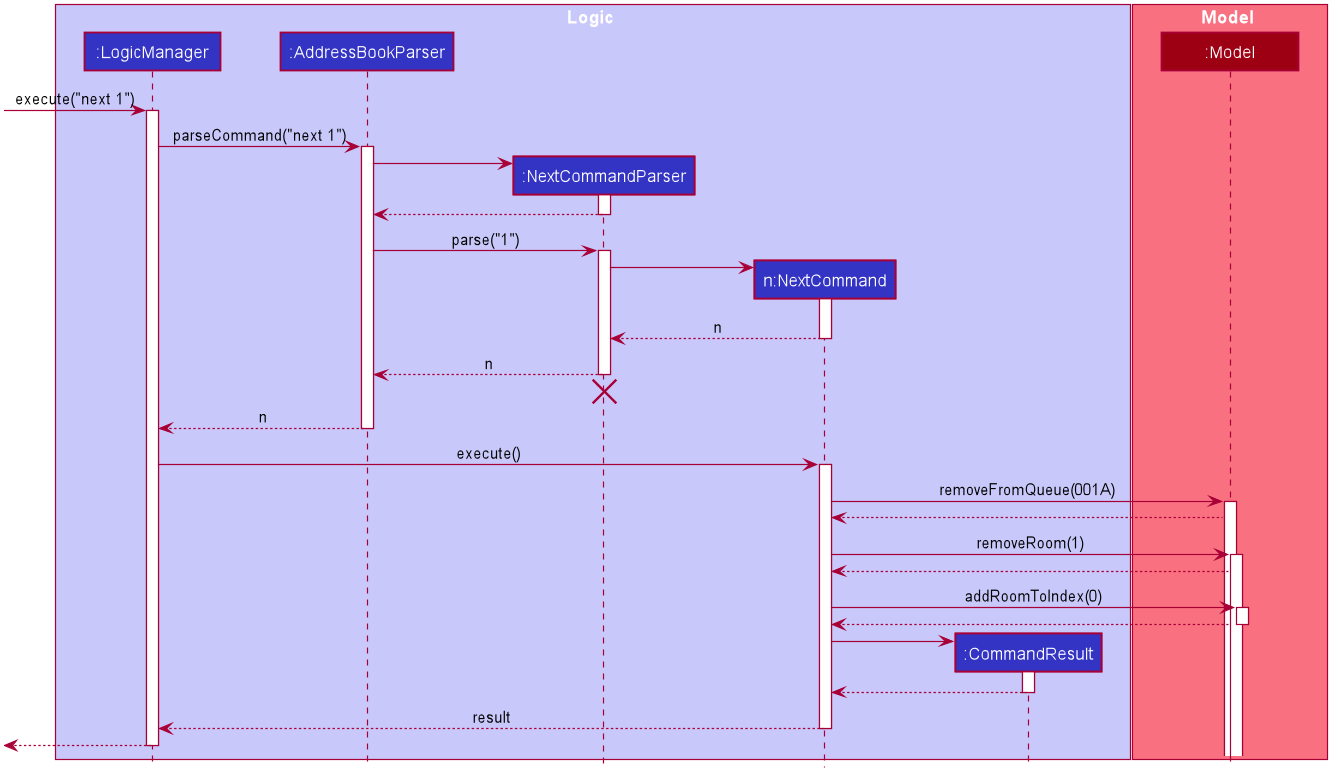 Logic
Model
:LogicManager
:AddressBookParser
:Model
execute("next 1")
parseCommand("next 1")
:NextCommandParser
parse("1")
n:NextCommand
n
n
n
execute()
removeFromQueue(001A)
removeRoom(1)
addRoomToIndex(0)
:CommandResult
result